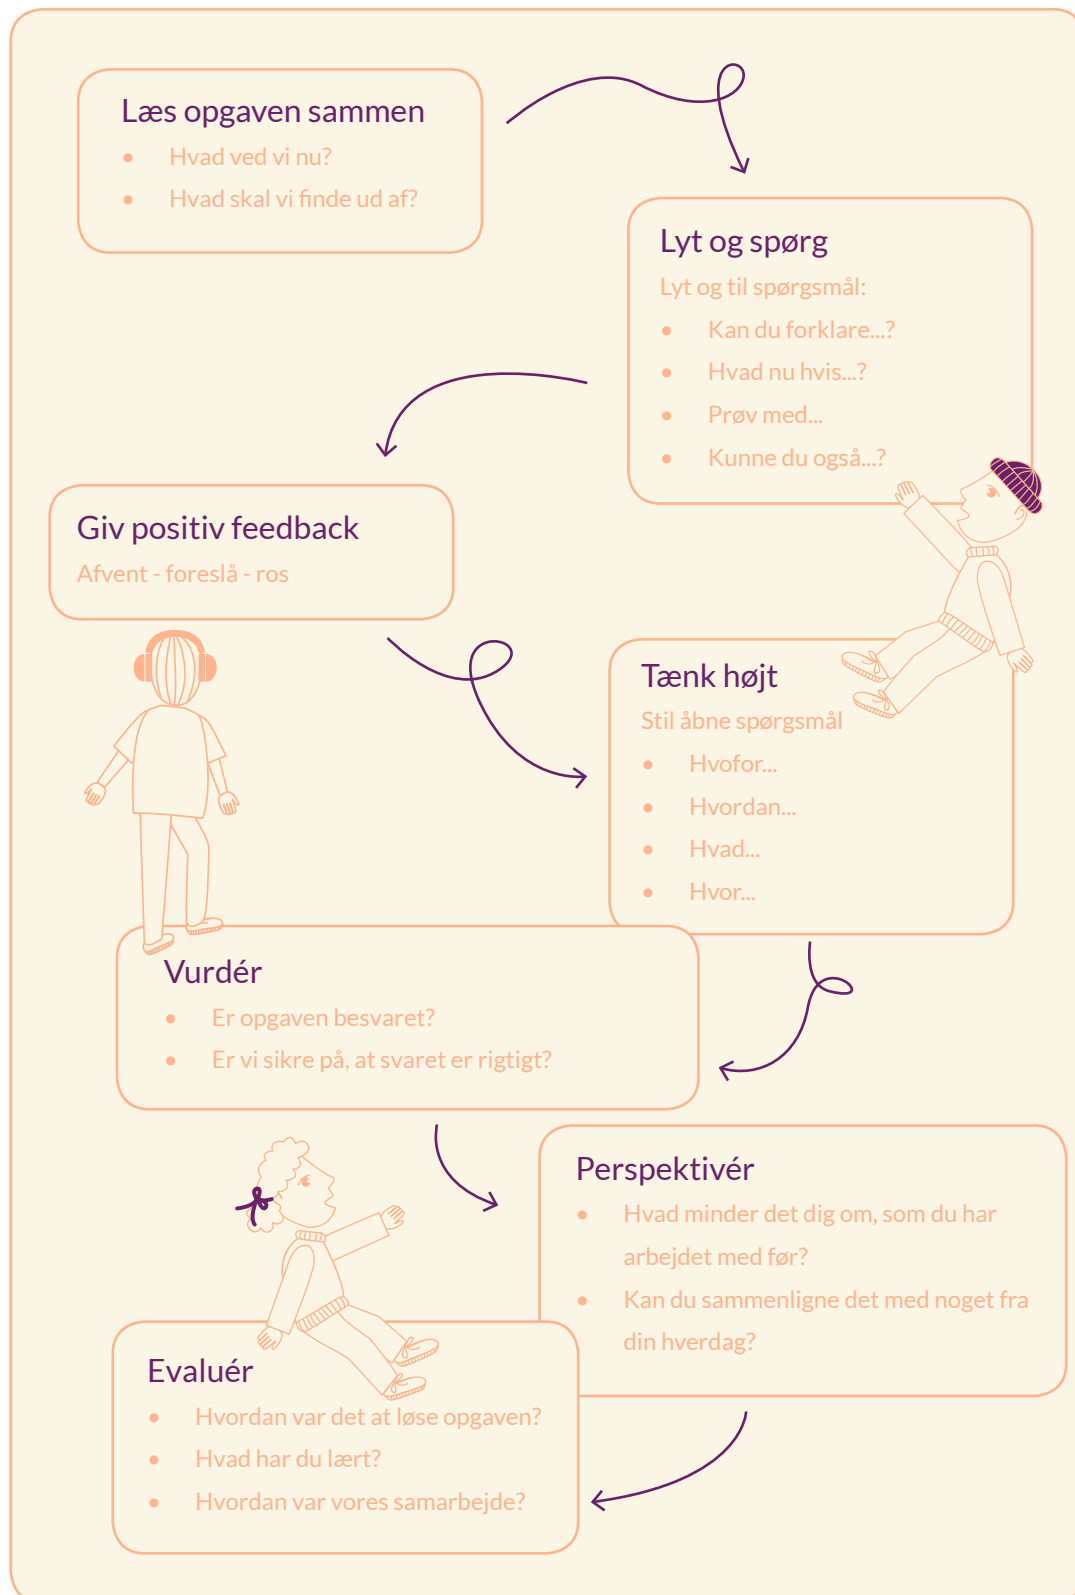 Læs opgaven sammen
• Hvad ved vi nu?
• Hvad skal vi finde ud af?
Lyt og spørg
Lyt og til spørgsmål:
• Kan du forklare...?
• Hvad nu hvis...?
• Prøv med...
• Kunne du også...?
Giv positiv feedback
Afvent - foreslå - ros
Tænk højt
Stil åbne spørgsmål
• Hvofor...
• Hvordan...
• Hvad...
• Hvor...
Vurdér
• Er opgaven besvaret?
• Er vi sikre på, at svaret er rigtigt?
Perspektivér
• Hvad minder det dig om, som du har
arbejdet med før?
• Kan du sammenligne det med noget fra
din hverdag?
Evaluér
• Hvordan var det at løse opgaven?
• Hvad har du lært?
• Hvordan var vores samarbejde?